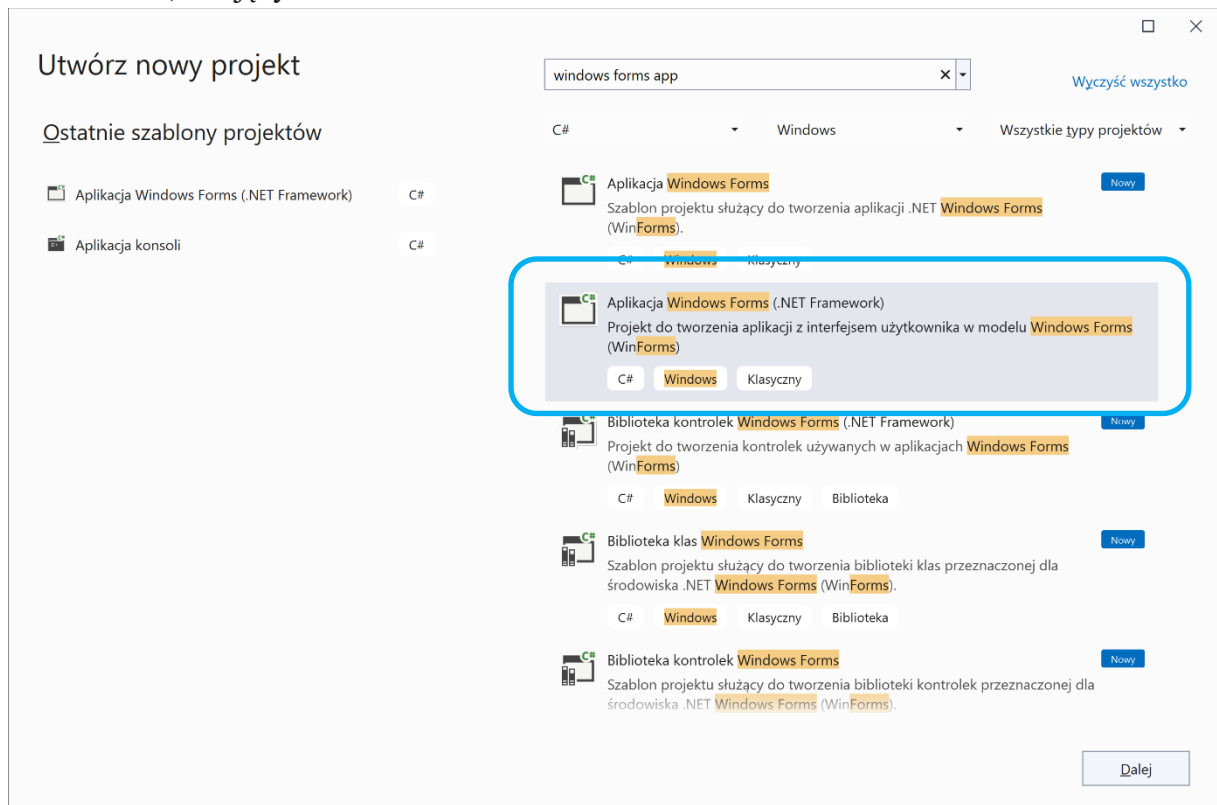 Utwórz nowy projekt
windows forms app
Wyczyść wszystko
Ostatnie szablony projektów
C# Windows Wszystkie typy projektów
Aplikacja Windows Forms (.NET Framework) C#
Aplikacja konsoli C#
Aplikacja Windows Forms Nowy
Szablon projektu służący do tworzenia aplikacji .NET Windows Forms
(WinForms).
C# Windows Klasyczny
Aplikacja Windows Forms (.NET Framework)
Projekt do tworzenia aplikacji z interfejsem użytkownika w modelu Windows Forms
(WinForms)
C# Windows Klasyczny
Biblioteka kontrolek Windows Forms (.NET Framework) Nowy
Projekt do tworzenia kontrolek używanych w aplikacjach Windows Forms
(WinForms)
C# Windows Klasyczny Biblioteka
Biblioteka klas Windows Forms Nowy
Szablon projektu służący do tworzenia biblioteki klas przeznaczonej dla
środowiska .NET Windows Forms (WinForms).
C# Windows Klasyczny Biblioteka
Biblioteka kontrolek Windows Forms Nowy
Szablon projektu służący do tworzenia biblioteki kontrolek przeznaczonej dla
środowiska .NET Windows Forms (WinForms).
Dalej